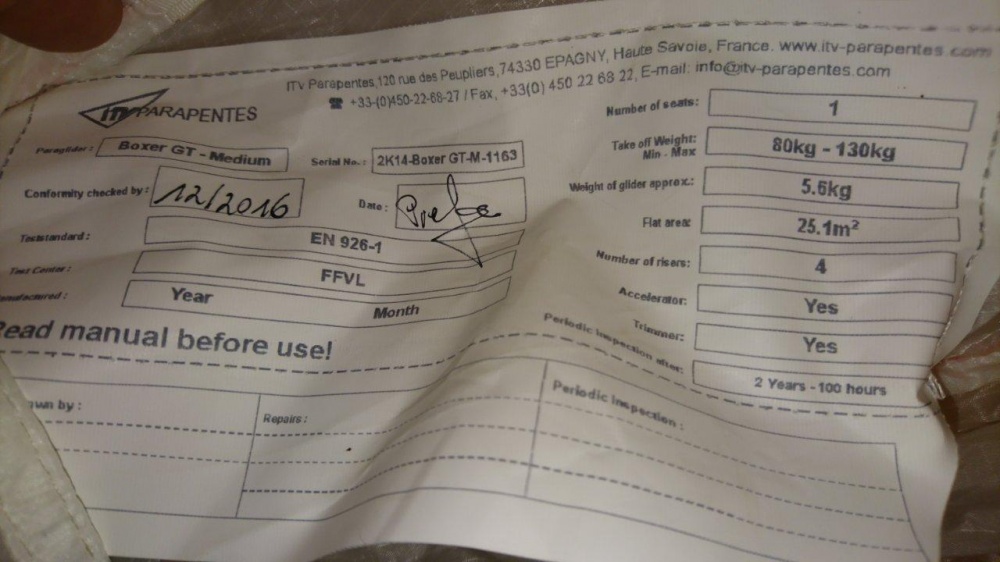 ITV Parapentes,120 rue des Peupliers,74330 EPAGNY, Haute Savoie, France. www.itv-parapentes.com
☎ +33-(0)450-22-68-27 / Fax, +33(0) 450 22 68 22, E-mail: info@itv-parapentes.com
ITV PARAPENTES
Paraglider: Boxer GT - Medium
Serial No.: 2K14-Boxer GT-M-1163
Conformity checked by: 12/2016
Date:
Teststandard: EN 926-1
Test Center: FFVL
Year Month
Read manual before use!
Number of seats: 1
Take off Weight: Min - Max 80kg - 130kg
Weight of glider approx.: 5.6kg
Flat area: 25.1m²
Number of risers: 4
Accelerator: Yes
Trimmer: Yes
Periodic inspection after: 2 Years - 100 hours
by:
Repairs:
Periodic inspection: